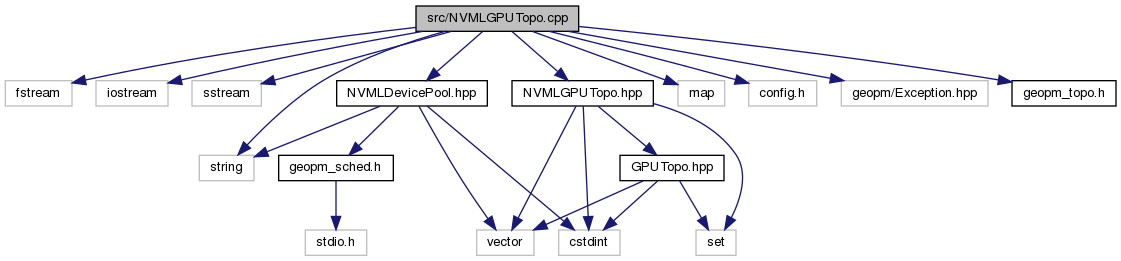 src/NVMLGPUTopo.cpp
fstream
iostream
sstream
NVMLDevicePool.hpp
NVMLGPUTopo.hpp
map
config.h
geopm/Exception.hpp
geopm_topo.h
string
geopm_sched.h
GPUTopo.hpp
stdio.h
vector
cstdint
set